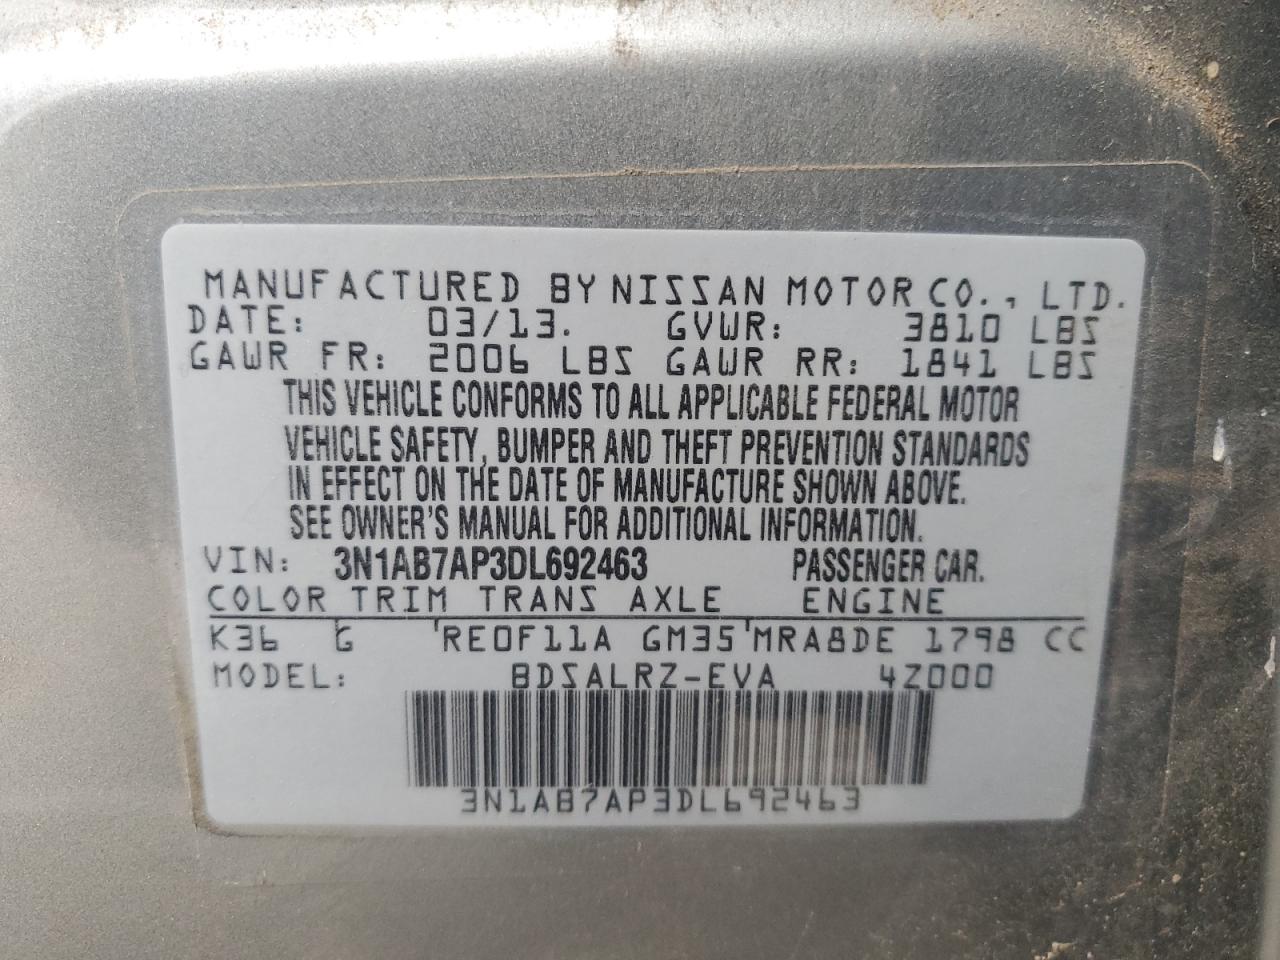 MANUFACTURED BY NISSAN MOTOR CO., LTD.
DATE: 03/13. GVWR: 3810 LBS
GAWR FR: 2006 LBS GAWR RR: 1841 LBS
THIS VEHICLE CONFORMS TO ALL APPLICABLE FEDERAL MOTOR
VEHICLE SAFETY, BUMPER AND THEFT PREVENTION STANDARDS
IN EFFECT ON THE DATE OF MANUFACTURE SHOWN ABOVE.
SEE OWNER'S MANUAL FOR ADDITIONAL INFORMATION.
VIN: 3N1AB7AP3DL692463 PASSENGER CAR.
COLOR TRIM TRANS AXLE ENGINE
K36 G RE0F11A GM35 MRA8DE 1798 CC
MODEL: BDSALRZ-EVA 4Z000
3N1AB7AP3DL692463